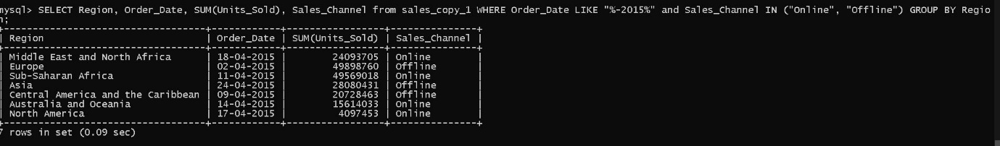 mysql> SELECT Region, Order_Date, SUM(Units_Sold), Sales_Channel from sales_copy_1 WHERE Order_Date LIKE "%-2015%" and Sales_Channel IN ("Online", "Offline") GROUP BY Regio
n;
+-----------------------------------+------------+-----------------+---------------+
| Region                            | Order_Date | SUM(Units_Sold) | Sales_Channel |
+-----------------------------------+------------+-----------------+---------------+
| Middle East and North Africa      | 18-04-2015 |        24093705 | Online        |
| Europe                            | 02-04-2015 |        49898760 | Offline       |
| Sub-Saharan Africa                | 11-04-2015 |        49569018 | Online        |
| Asia                              | 24-04-2015 |        28080431 | Offline       |
| Central America and the Caribbean | 09-04-2015 |        20728463 | Offline       |
| Australia and Oceania             | 14-04-2015 |        15614033 | Online        |
| North America                     | 17-04-2015 |         4097453 | Online        |
+-----------------------------------+------------+-----------------+---------------+
7 rows in set (0.09 sec)